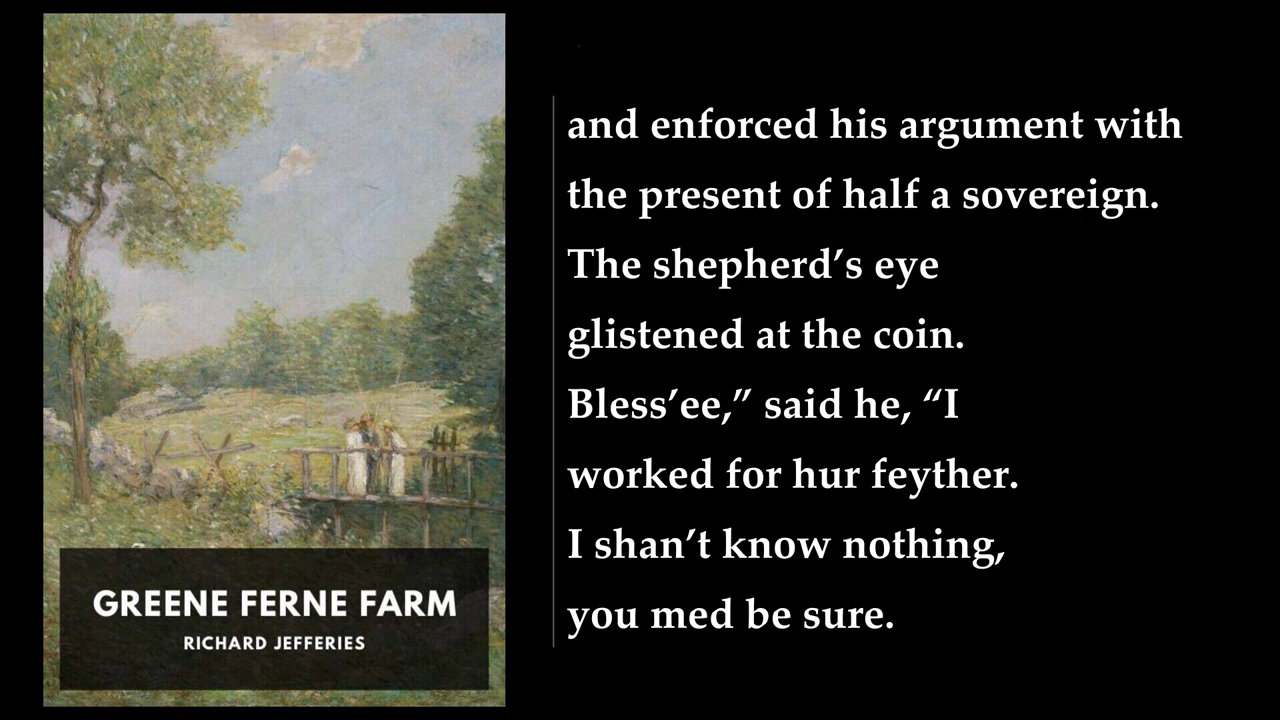 GREENE FERNE FARM
RICHARD JEFFERIES
and enforced his argument with
the present of half a sovereign.
The shepherd’s eye
glistened at the coin.
Bless’ee,” said he, “I
worked for hur feyther.
I shan’t know nothing,
you med be sure.